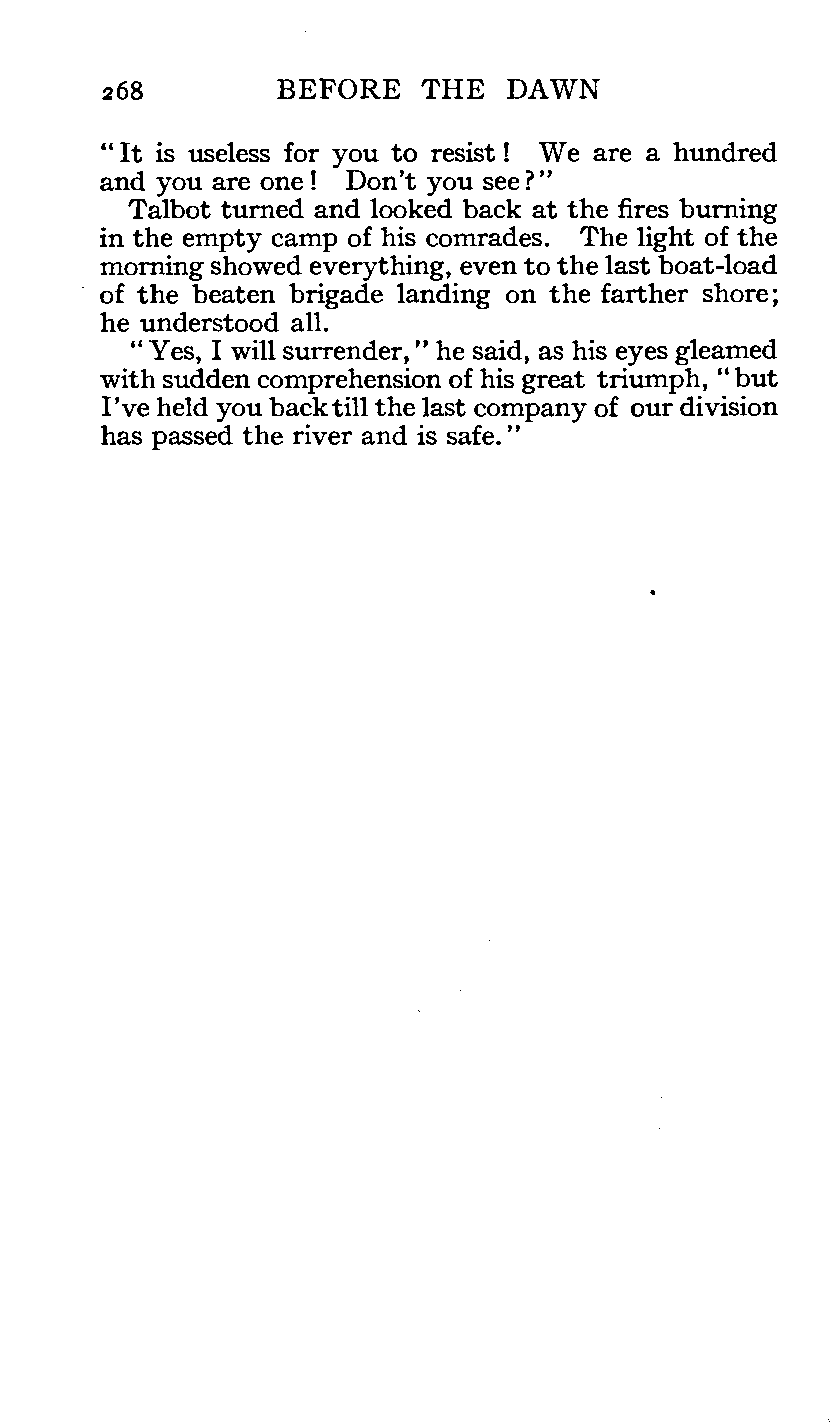 268 BEFORE THE DAWN
"It is useless for you to resist! We are a hundred
and you are one! Don't you see?"
Talbot turned and looked back at the fires burning
in the empty camp of his comrades. The light of the
morning showed everything, even to the last boat-load
of the beaten brigade landing on the farther shore;
he understood all.
"Yes, I will surrender," he said, as his eyes gleamed
with sudden comprehension of his great triumph, "but
I've held you back till the last company of our division
has passed the river and is safe."